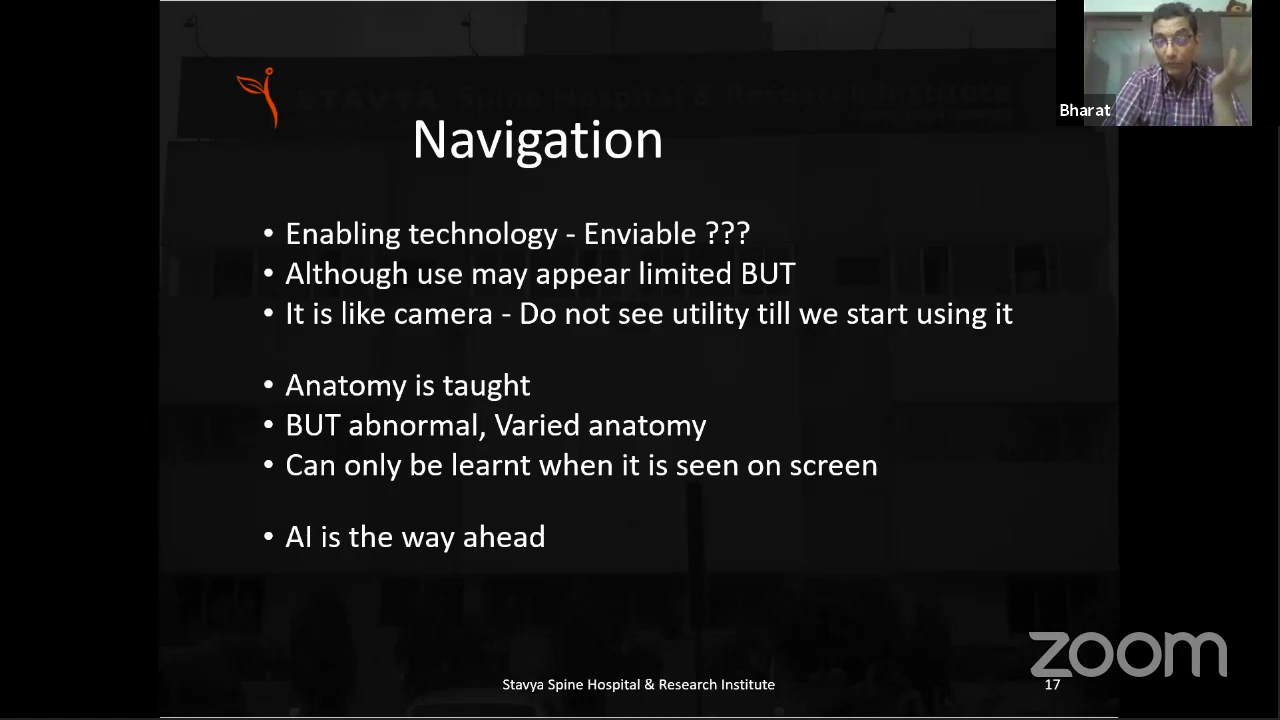 STAVYA Spine Hospital & Research Institute
Bharat
Navigation
• Enabling technology - Enviable ???
• Although use may appear limited BUT
• It is like camera - Do not see utility till we start using it
• Anatomy is taught
• BUT abnormal, Varied anatomy
• Can only be learnt when it is seen on screen
• AI is the way ahead
zoom
Stavya Spine Hospital & Research Institute
17